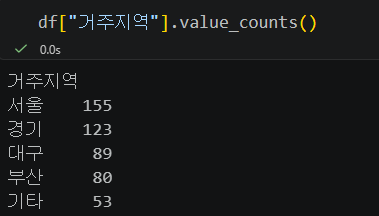 df["거주지역"].value_counts()
✓ 0.0s
거주지역
서울 155
경기 123
대구 89
부산 80
기타 53